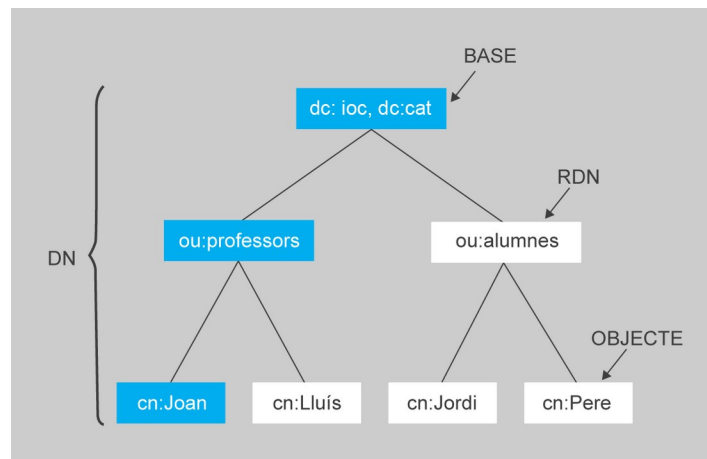 BASE
dc: ioc, dc:cat
RDN
ou:professors
ou:alumnes
DN
OBJECTE
cn:Joan
cn:Lluís
cn:Jordi
cn:Pere